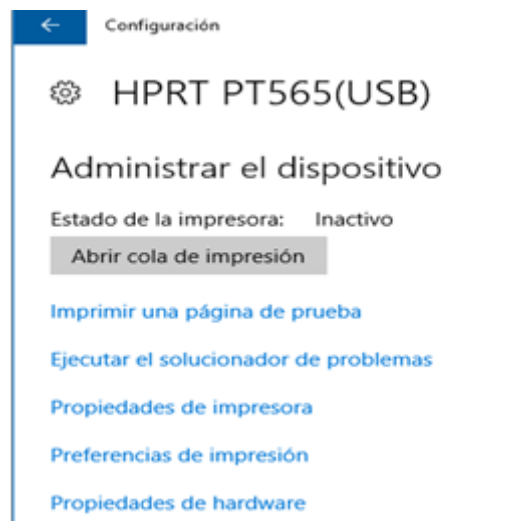 Configuración
HPRT PT565(USB)
Administrar el dispositivo
Estado de la impresora: Inactivo
Abrir cola de impresión
Imprimir una página de prueba
Ejecutar el solucionador de problemas
Propiedades de impresora
Preferencias de impresión
Propiedades de hardware